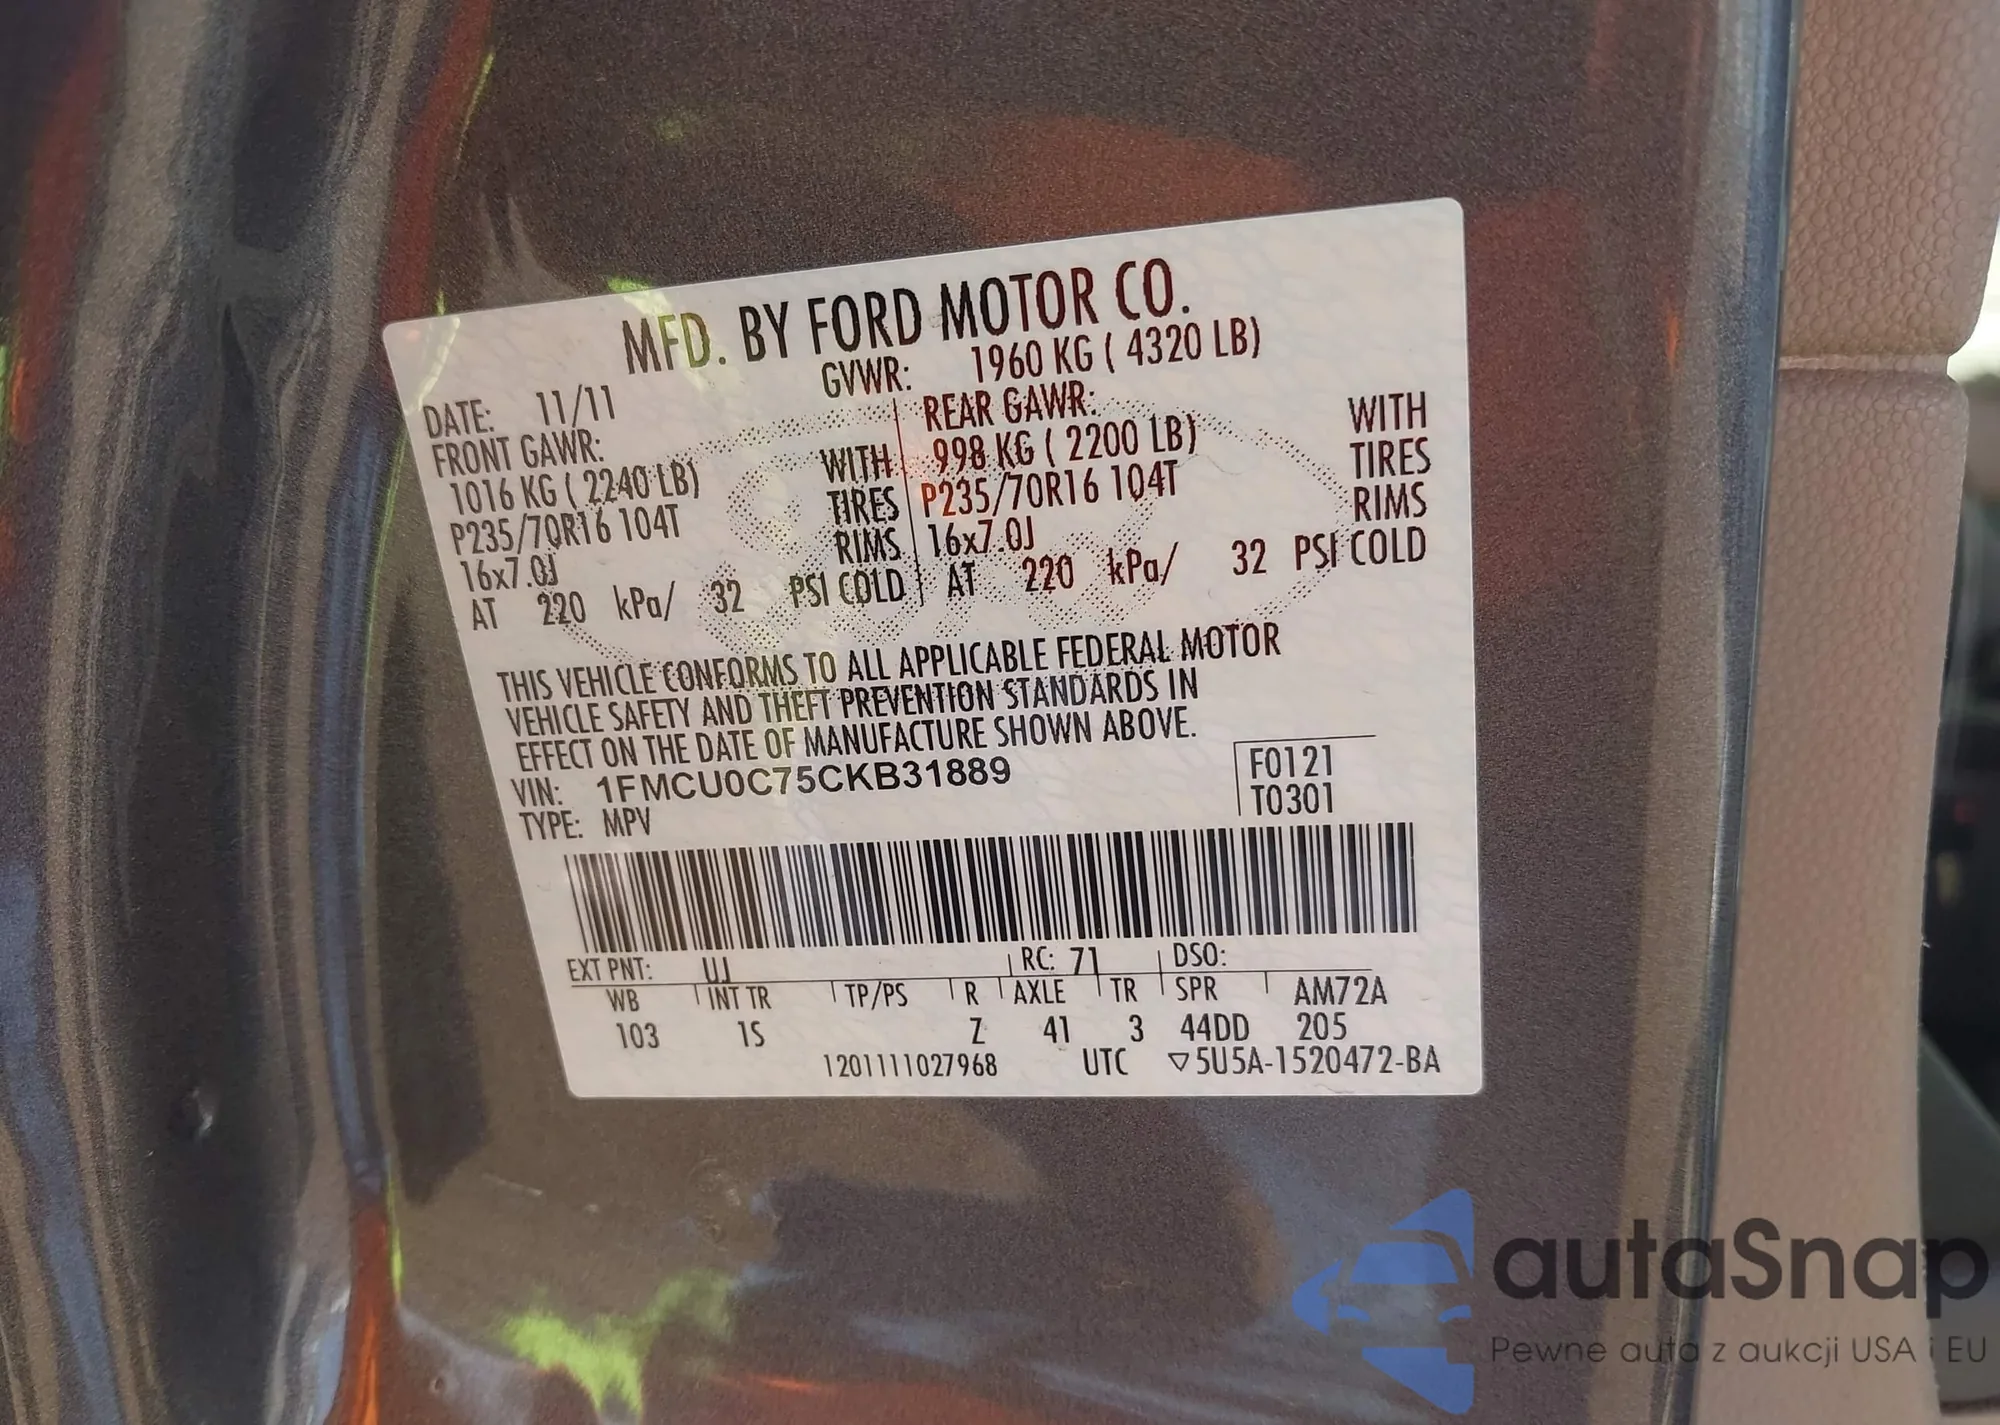 MFD. BY FORD MOTOR CO.
DATE: 11/11 GVWR: 1960 KG ( 4320 LB)
FRONT GAWR: REAR GAWR:
1016 KG ( 2240 LB) WITH 998 KG ( 2200 LB) WITH
P235/70R16 104T TIRES P235/70R16 104T TIRES
16x7.0J RIMS 16x7.0J RIMS
AT 220 kPa/ 32 PSI COLD AT 220 kPa/ 32 PSI COLD
THIS VEHICLE CONFORMS TO ALL APPLICABLE FEDERAL MOTOR
VEHICLE SAFETY AND THEFT PREVENTION STANDARDS IN
EFFECT ON THE DATE OF MANUFACTURE SHOWN ABOVE.
VIN: 1FMCU0C75CKB31889 F0121
TYPE: MPV T0301
EXT PNT: UJ RC: 71 DSO:
WB INT TR TP/PS R AXLE TR SPR AM72A
103 1S Z 41 3 44DD 205
1201111027968 UTC ▽5U5A-1520472-BA
autaSnap
Pewne auta z aukcji USA i EU